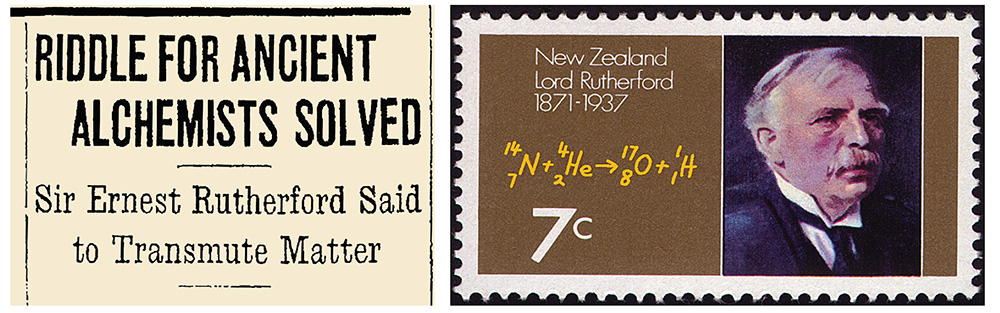 RIDDLE FOR ANCIENT
ALCHEMISTS SOLVED
Sir Ernest Rutherford Said
to Transmute Matter
New Zealand
Lord Rutherford
1871-1937
¹⁴₇N+⁴₂He→¹⁷₈O+¹₁H
7c